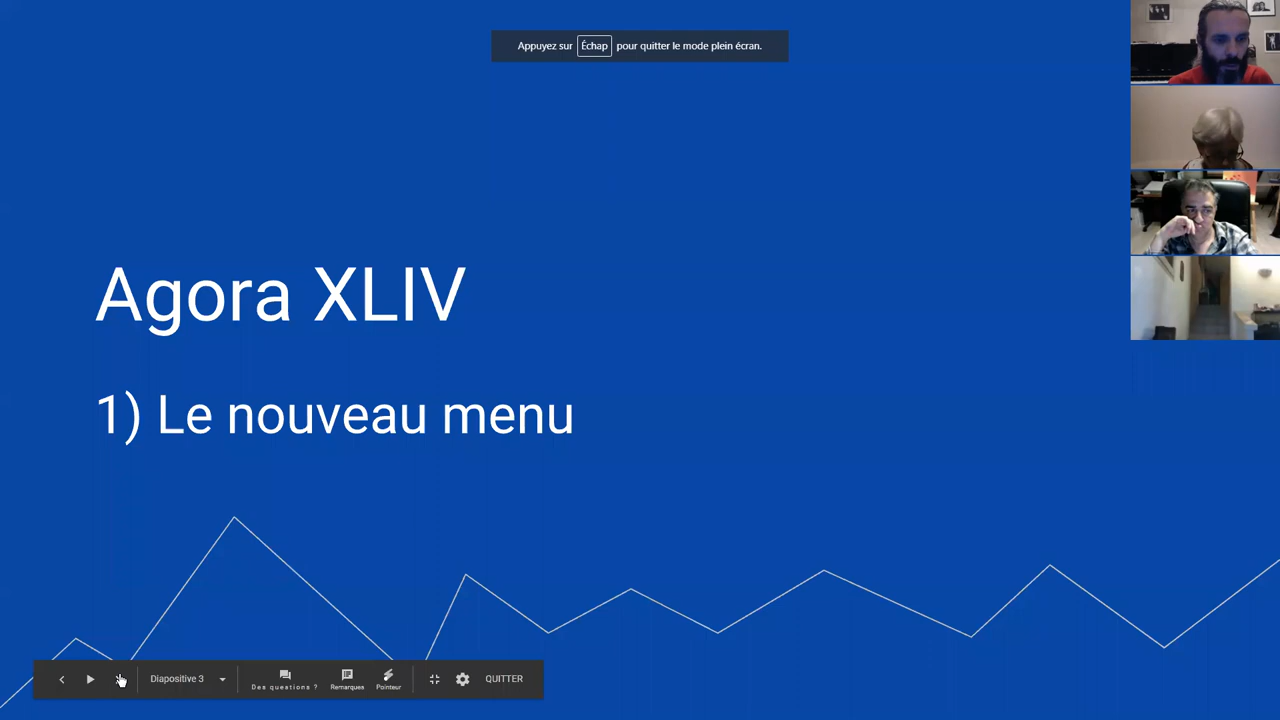 Appuyez sur Échap pour quitter le mode plein écran.
Agora XLIV
1) Le nouveau menu
Diapositive 3
Des questions ?
Remarques
Pointeur
QUITTER